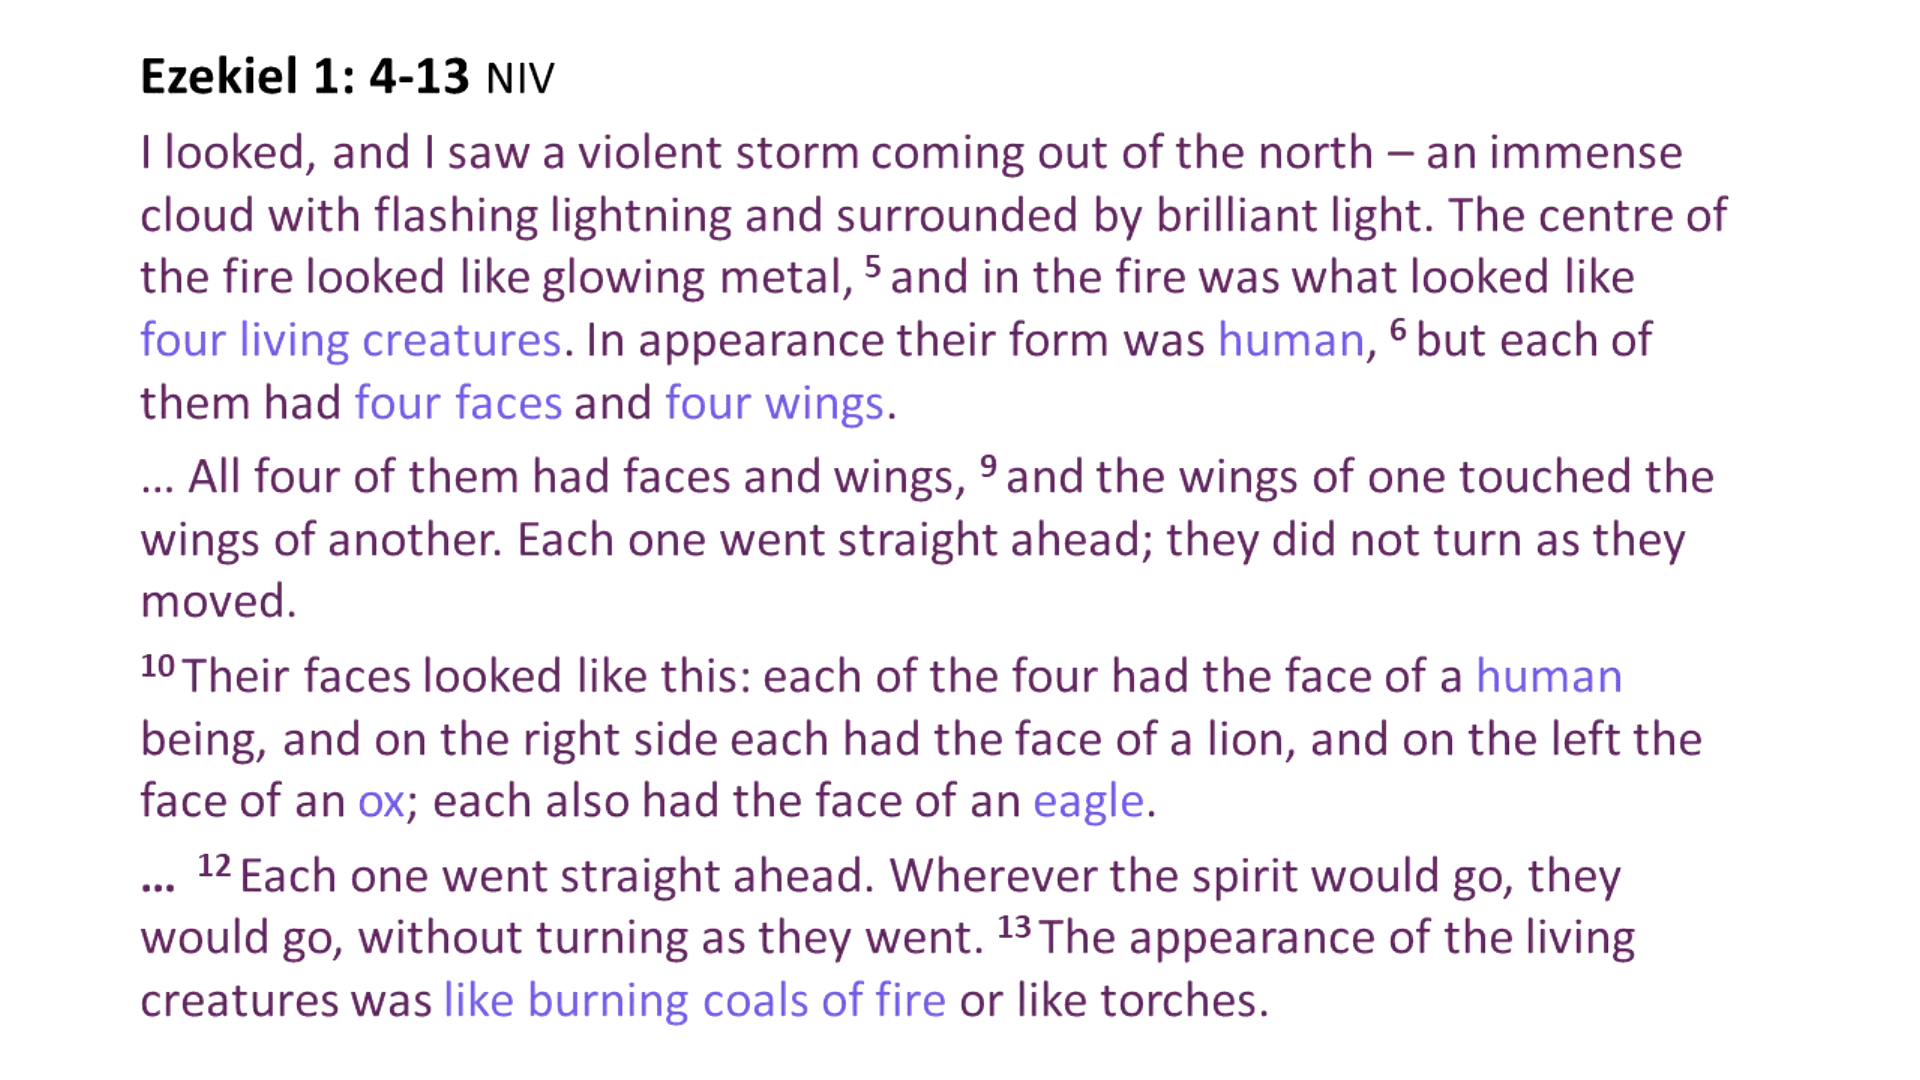 Ezekiel 1: 4-13 NIV
I looked, and I saw a violent storm coming out of the north – an immense
cloud with flashing lightning and surrounded by brilliant light. The centre of
the fire looked like glowing metal, 5 and in the fire was what looked like
four living creatures. In appearance their form was human, 6 but each of
them had four faces and four wings.
... All four of them had faces and wings, 9 and the wings of one touched the
wings of another. Each one went straight ahead; they did not turn as they
moved.
10 Their faces looked like this: each of the four had the face of a human
being, and on the right side each had the face of a lion, and on the left the
face of an ox; each also had the face of an eagle.
... 12 Each one went straight ahead. Wherever the spirit would go, they
would go, without turning as they went. 13 The appearance of the living
creatures was like burning coals of fire or like torches.